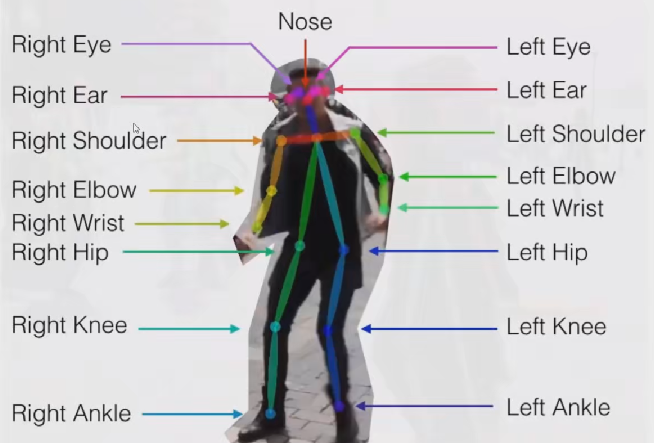 Nose
Right Eye
Left Eye
Right Ear
Left Ear
Right Shoulder
Left Shoulder
Right Elbow
Left Elbow
Right Wrist
Left Wrist
Right Hip
Left Hip
Right Knee
Left Knee
Right Ankle
Left Ankle